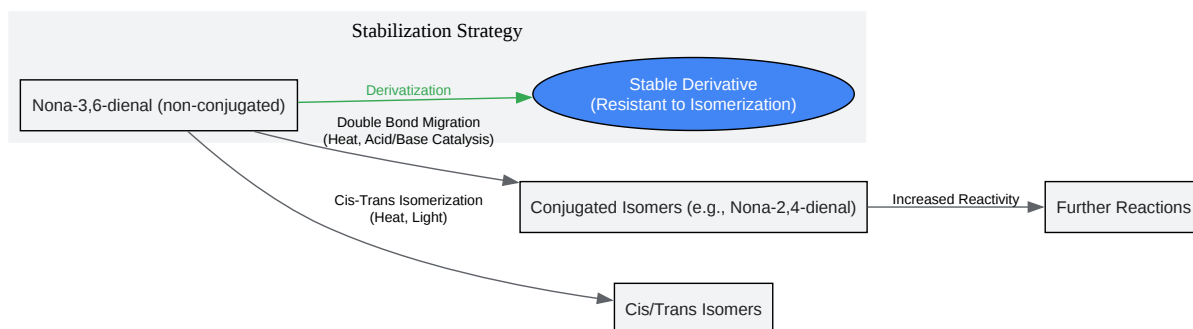 Stabilization Strategy
Nona-3,6-dienal (non-conjugated)
Derivatization
Stable Derivative
(Resistant to Isomerization)
Double Bond Migration
(Heat, Acid/Base Catalysis)
Cis-Trans Isomerization
(Heat, Light)
Conjugated Isomers (e.g., Nona-2,4-dienal)
Increased Reactivity
Further Reactions
Cis/Trans Isomers